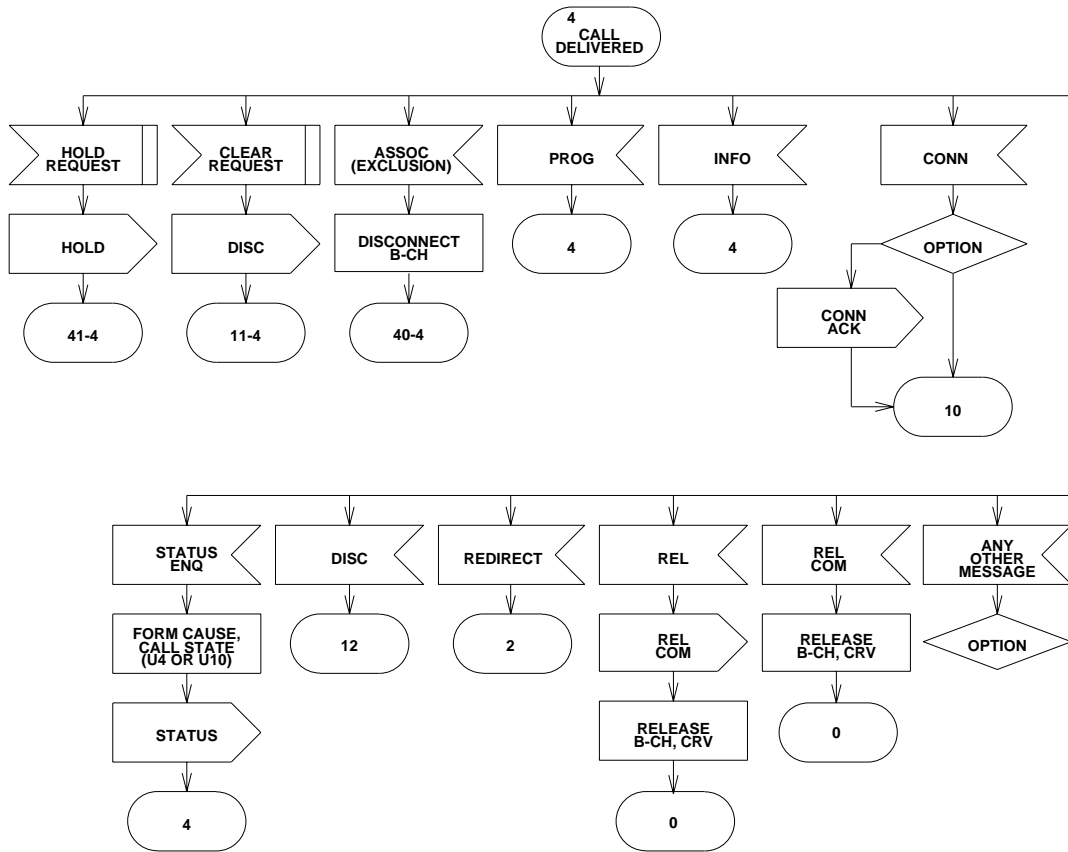 4
CALL
DELIVERED
HOLD
REQUEST
CLEAR
REQUEST
ASSOC
(EXCLUSION)
PROG
INFO
CONN
HOLD
DISC
DISCONNECT
B-CH
4
4
OPTION
41-4
11-4
40-4
CONN
ACK
10
STATUS
ENQ
DISC
REDIRECT
REL
REL
COM
ANY
OTHER
MESSAGE
FORM CAUSE,
CALL STATE
(U4 OR U10)
12
2
REL
COM
RELEASE
B-CH, CRV
OPTION
STATUS
RELEASE
B-CH, CRV
0
4
0